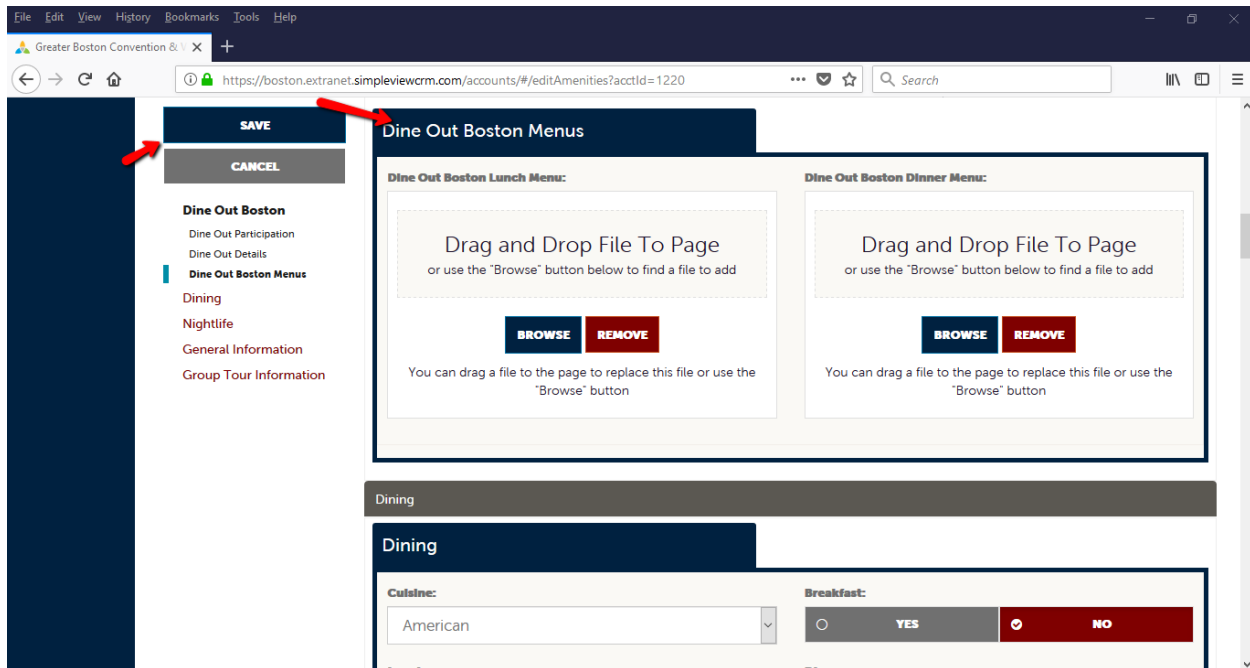 File Edit View History Bookmarks Tools Help
Greater Boston Convention & V
https://boston.extranet.simpleviewcrm.com/accounts/#/editAmenities?acctId=1220
Search
SAVE
CANCEL
Dine Out Boston
Dine Out Participation
Dine Out Details
Dine Out Boston Menus
Dining
Nightlife
General Information
Group Tour Information
Dine Out Boston Menus
Dine Out Boston Lunch Menu:
Drag and Drop File To Page
or use the "Browse" button below to find a file to add
BROWSE REMOVE
You can drag a file to the page to replace this file or use the
"Browse" button
Dine Out Boston Dinner Menu:
Drag and Drop File To Page
or use the "Browse" button below to find a file to add
BROWSE REMOVE
You can drag a file to the page to replace this file or use the
"Browse" button
Dining
Dining
Cuisine:
American
Breakfast:
YES NO